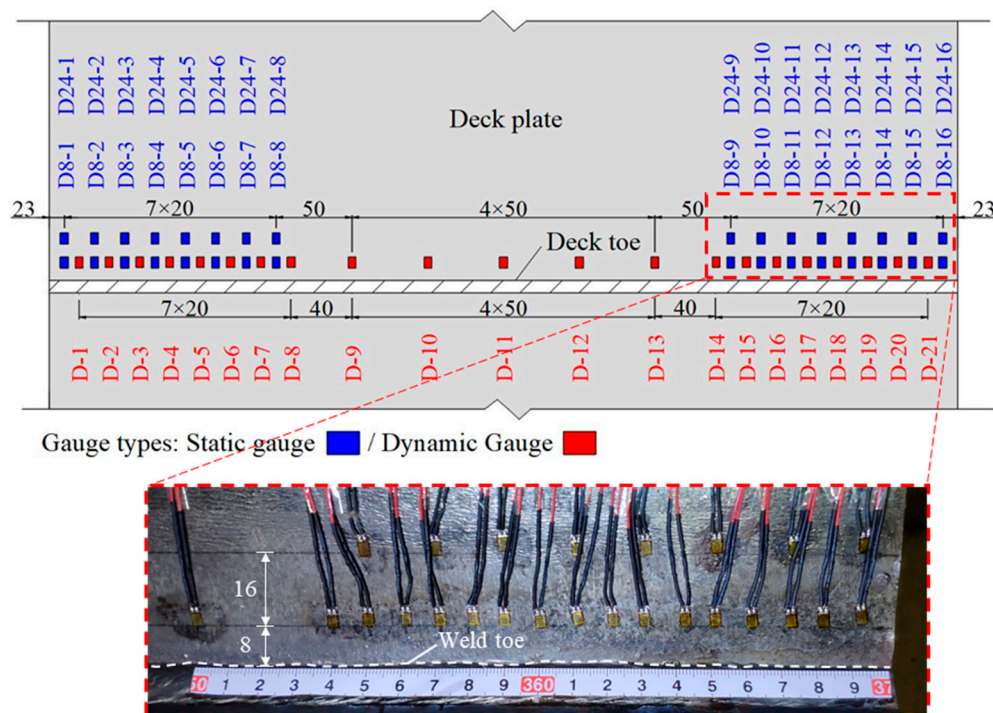 D24-1
D24-2
D24-3
D24-4
D24-5
D24-6
D24-7
D24-8
D24-9
D24-10
D24-11
D24-12
D24-13
D24-14
D24-15
D24-16
Deck plate
D8-1
D8-2
D8-3
D8-4
D8-5
D8-6
D8-7
D8-8
D8-9
D8-10
D8-11
D8-12
D8-13
D8-14
D8-15
D8-16
23 7×20 50 4×50 50 7×20 23
Deck toe
7×20 40 4×50 40 7×20
D-1
D-2
D-3
D-4
D-5
D-6
D-7
D-8
D-9
D-10
D-11
D-12
D-13
D-14
D-15
D-16
D-17
D-18
D-19
D-20
D-21
Gauge types: Static gauge / Dynamic Gauge
16
8
Weld toe
1 2 3 4 5 6 7 8 9 360 1 2 3 4 5 6 7 8 9 37